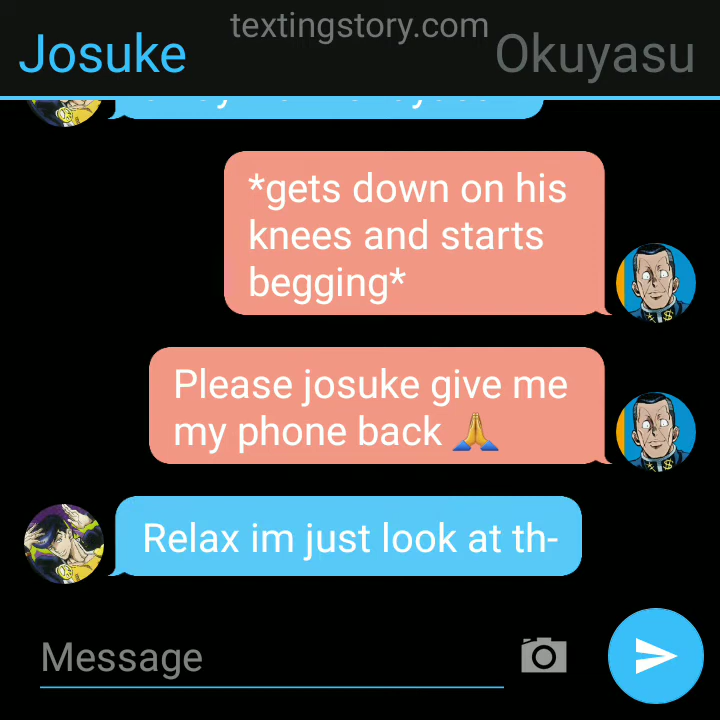 textingstory.com
Josuke
Okuyasu
*gets down on his
knees and starts
begging*
Please josuke give me
my phone back 🙏
Relax im just look at th-
Message